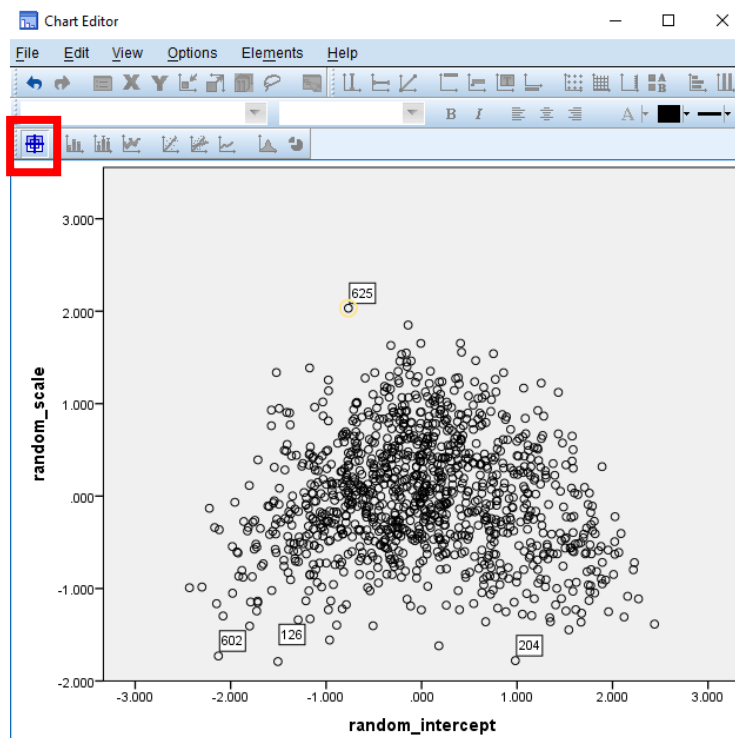 Chart Editor
File Edit View Options Elements Help
X Y
A B
B I A
3.000
625
2.000
1.000
random_scale
.000
-1.000
602 126 204
-2.000
-3.000 -2.000 -1.000 .000 1.000 2.000 3.000
random_intercept